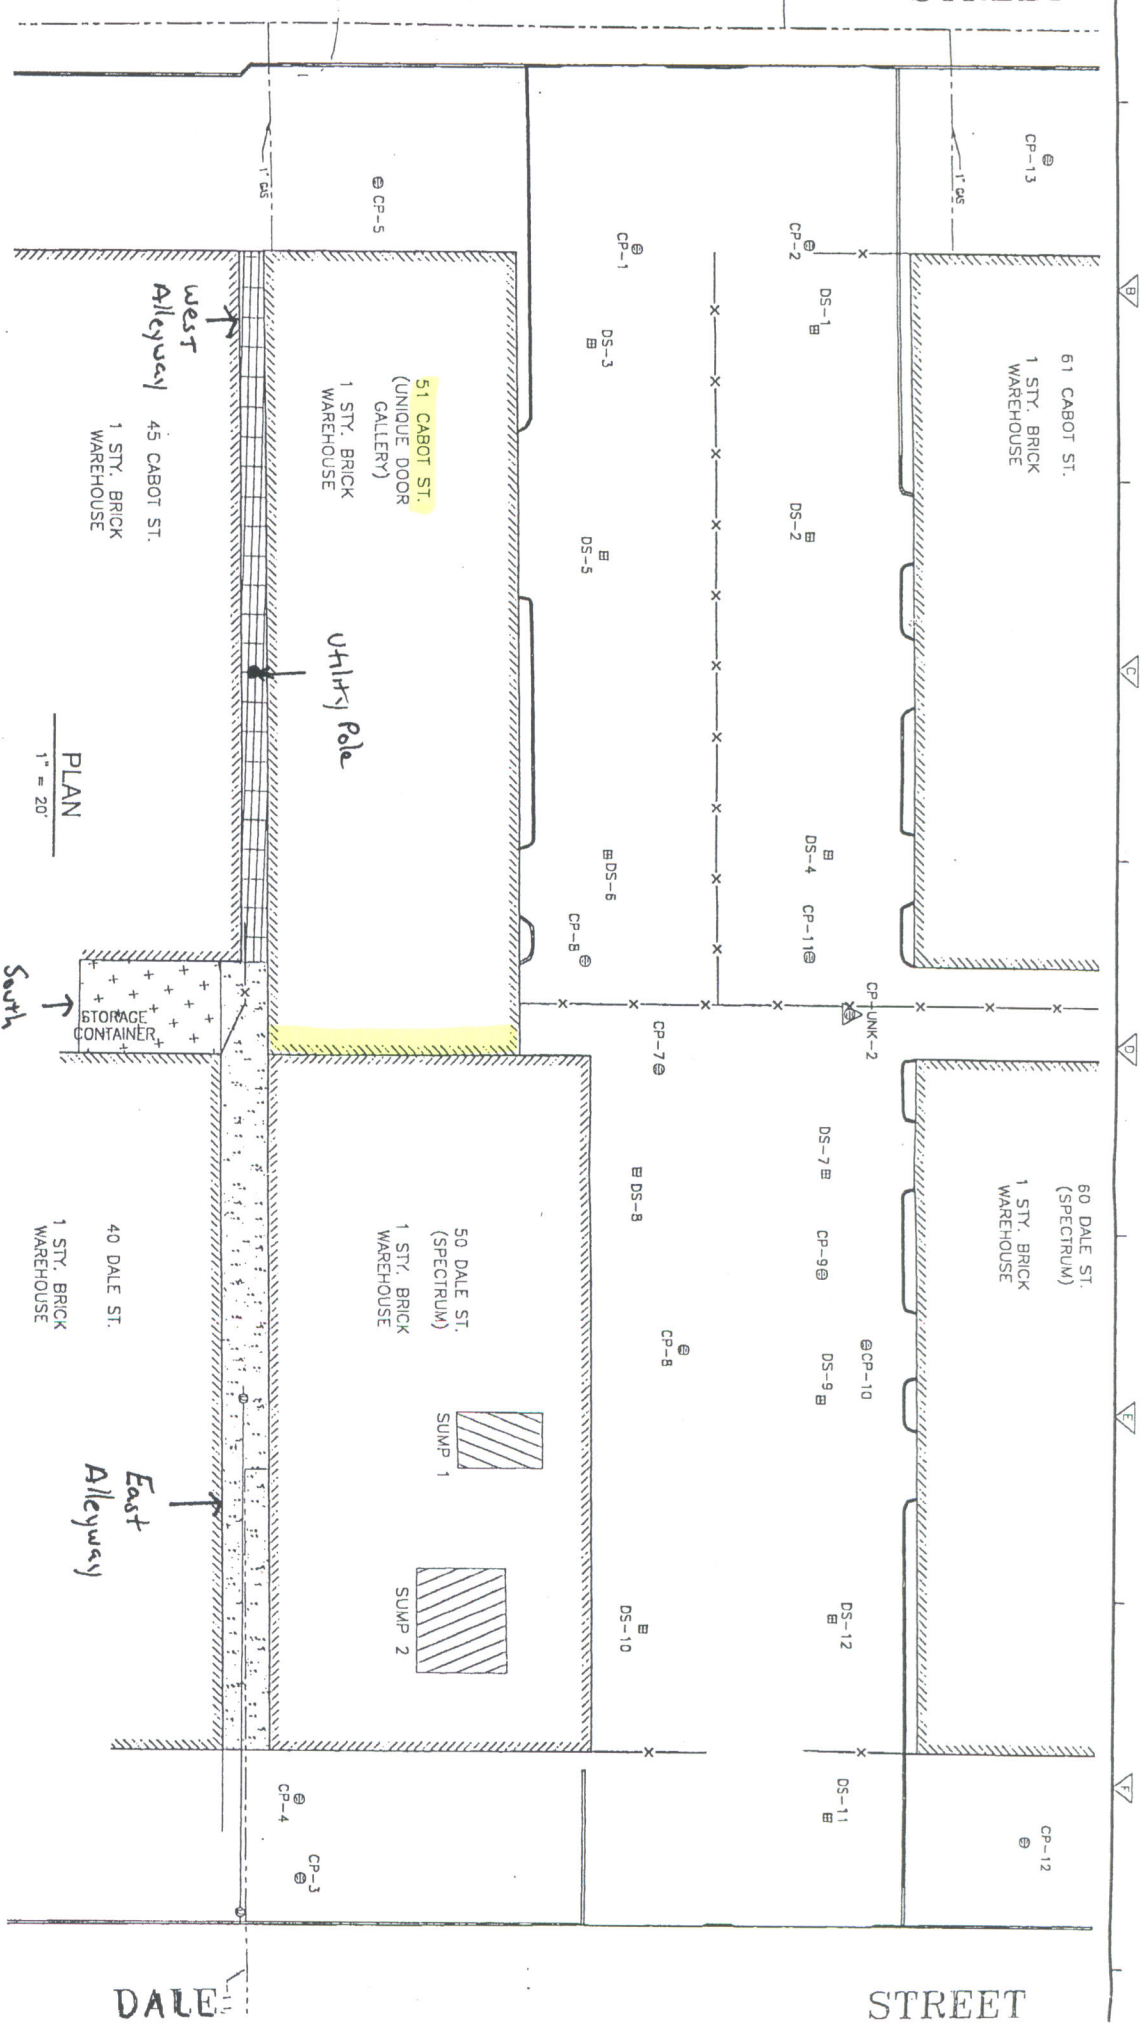 CP-13
1" GAS
1" GAS
CP-5
CP-1
CP-2
DS-1
DS-3
B
61 CABOT ST.
1 STY. BRICK
WAREHOUSE
51 CABOT ST.
(UNIQUE DOOR
GALLERY)
1 STY. BRICK
WAREHOUSE
West
Alleyway
45 CABOT ST.
1 STY. BRICK
WAREHOUSE
DS-2
DS-5
C
Utility Pole
PLAN
1" = 20'
DS-4
DS-6
CP-11
CP-8
CP-UNK-2
D
CP-7
South
STORAGE
CONTAINER
DS-7
DS-8
CP-9
60 DALE ST.
(SPECTRUM)
1 STY. BRICK
WAREHOUSE
50 DALE ST.
(SPECTRUM)
1 STY. BRICK
WAREHOUSE
40 DALE ST.
1 STY. BRICK
WAREHOUSE
CP-8
CP-10
DS-9
E
SUMP 1
East
Alleyway
SUMP 2
DS-10
DS-12
DS-11
F
CP-4
CP-3
CP-12
DALE
STREET